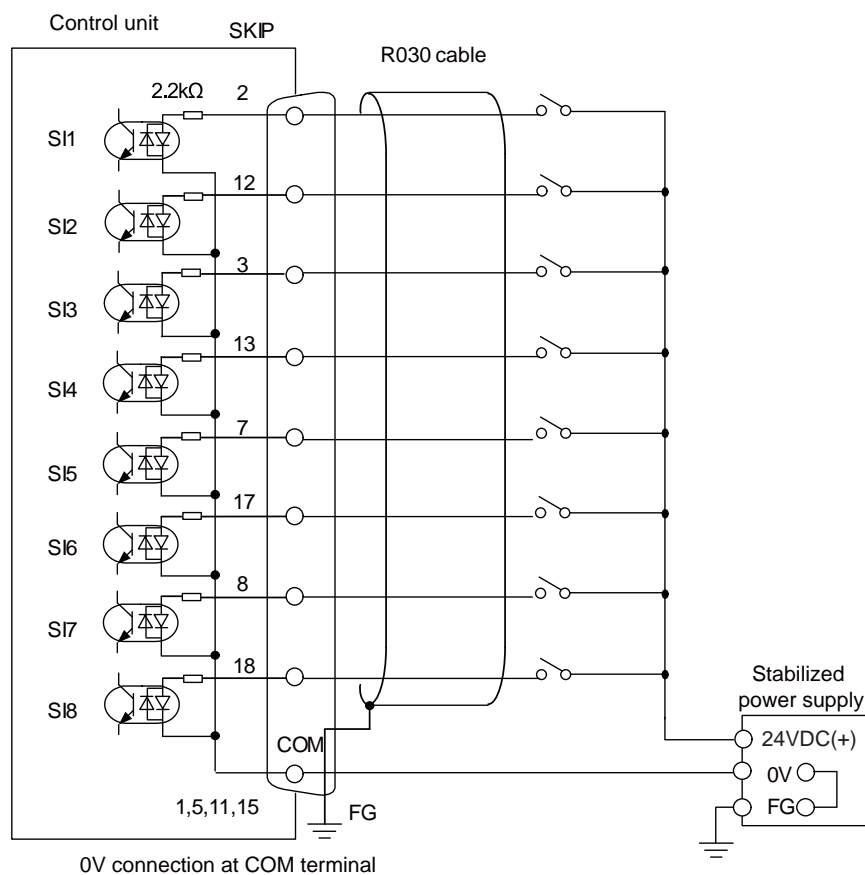 Control unit
SKIP
R030 cable
2.2kΩ
2
SI1
12
SI2
3
SI3
13
SI4
7
SI5
17
SI6
8
SI7
18
SI8
Stabilized
power supply
24VDC(+)
COM
0V
1,5,11,15
FG
FG
0V connection at COM terminal